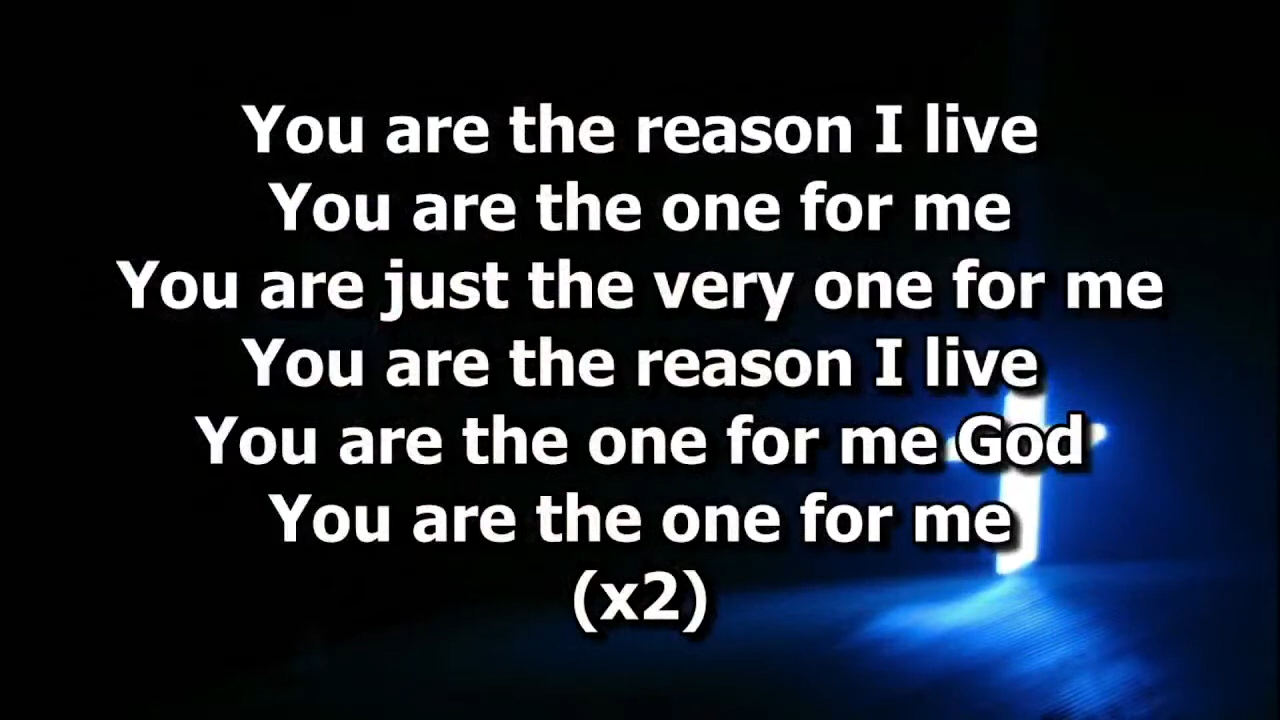 You are the reason I live
You are the one for me
You are just the very one for me
You are the reason I live
You are the one for me God
You are the one for me
(x2)